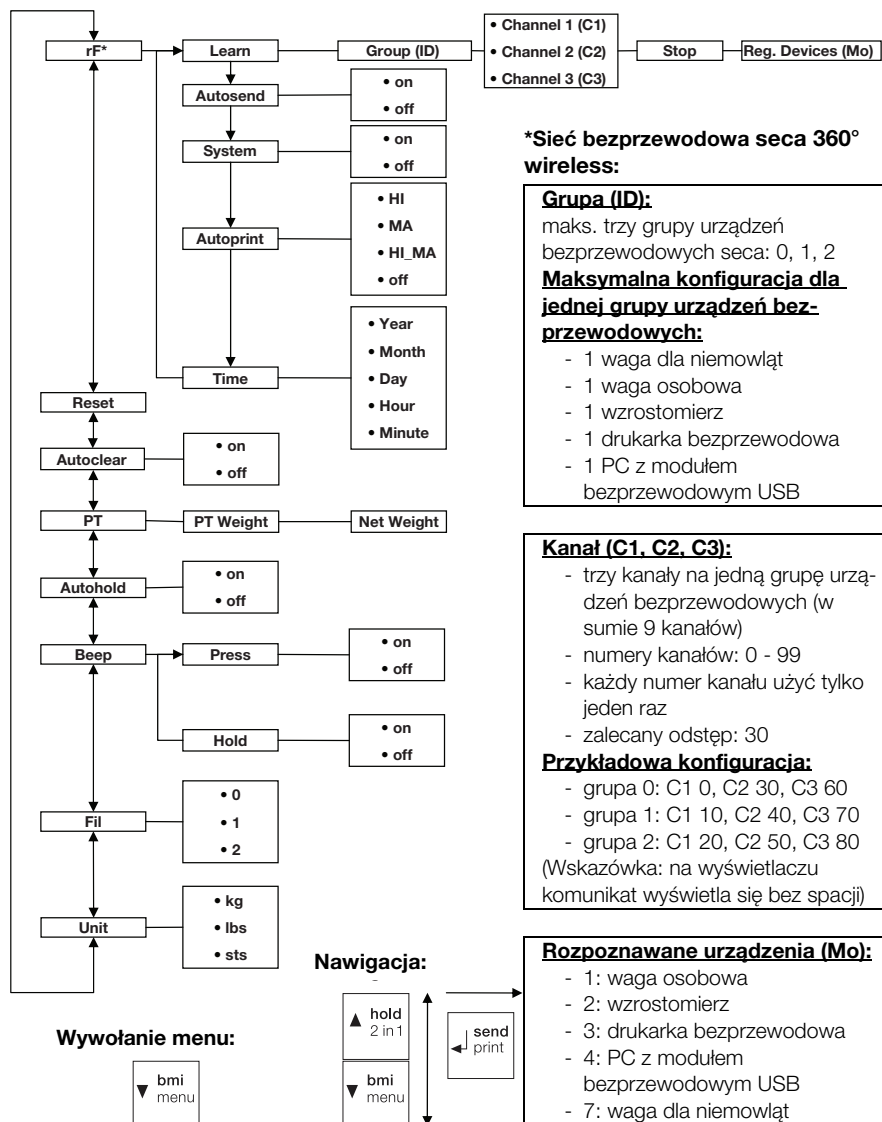 rF*
Learn
Group (ID)
• Channel 1 (C1)
• Channel 2 (C2)
• Channel 3 (C3)
Stop
Reg. Devices (Mo)
Autosend
• on
• off
System
• on
• off
Autoprint
• HI
• MA
• HI_MA
• off
Time
• Year
• Month
• Day
• Hour
• Minute
Reset
Autoclear
• on
• off
PT
PT Weight
Net Weight
Autohold
• on
• off
Beep
Press
• on
• off
Hold
• on
• off
Fil
• 0
• 1
• 2
Unit
• kg
• lbs
• sts
Wywołanie menu:
bmi
menu
Nawigacja:
hold
2 in 1
bmi
menu
send
print
*Sieć bezprzewodowa seca 360°
wireless:
Grupa (ID):
maks. trzy grupy urządzeń
bezprzewodowych seca: 0, 1, 2
Maksymalna konfiguracja dla
jednej grupy urządzeń bez-
przewodowych:
- 1 waga dla niemowląt
- 1 waga osobowa
- 1 wzrostomierz
- 1 drukarka bezprzewodowa
- 1 PC z modułem
bezprzewodowym USB
Kanał (C1, C2, C3):
- trzy kanały na jedną grupę urzą-
dzeń bezprzewodowych (w
sumie 9 kanałów)
- numery kanałów: 0 - 99
- każdy numer kanału użyć tylko
jeden raz
- zalecany odstęp: 30
Przykładowa konfiguracja:
- grupa 0: C1 0, C2 30, C3 60
- grupa 1: C1 10, C2 40, C3 70
- grupa 2: C1 20, C2 50, C3 80
(Wskazówka: na wyświetlaczu
komunikat wyświetla się bez spacji)
Rozpoznawane urządzenia (Mo):
- 1: waga osobowa
- 2: wzrostomierz
- 3: drukarka bezprzewodowa
- 4: PC z modułem
bezprzewodowym USB
- 7: waga dla niemowląt